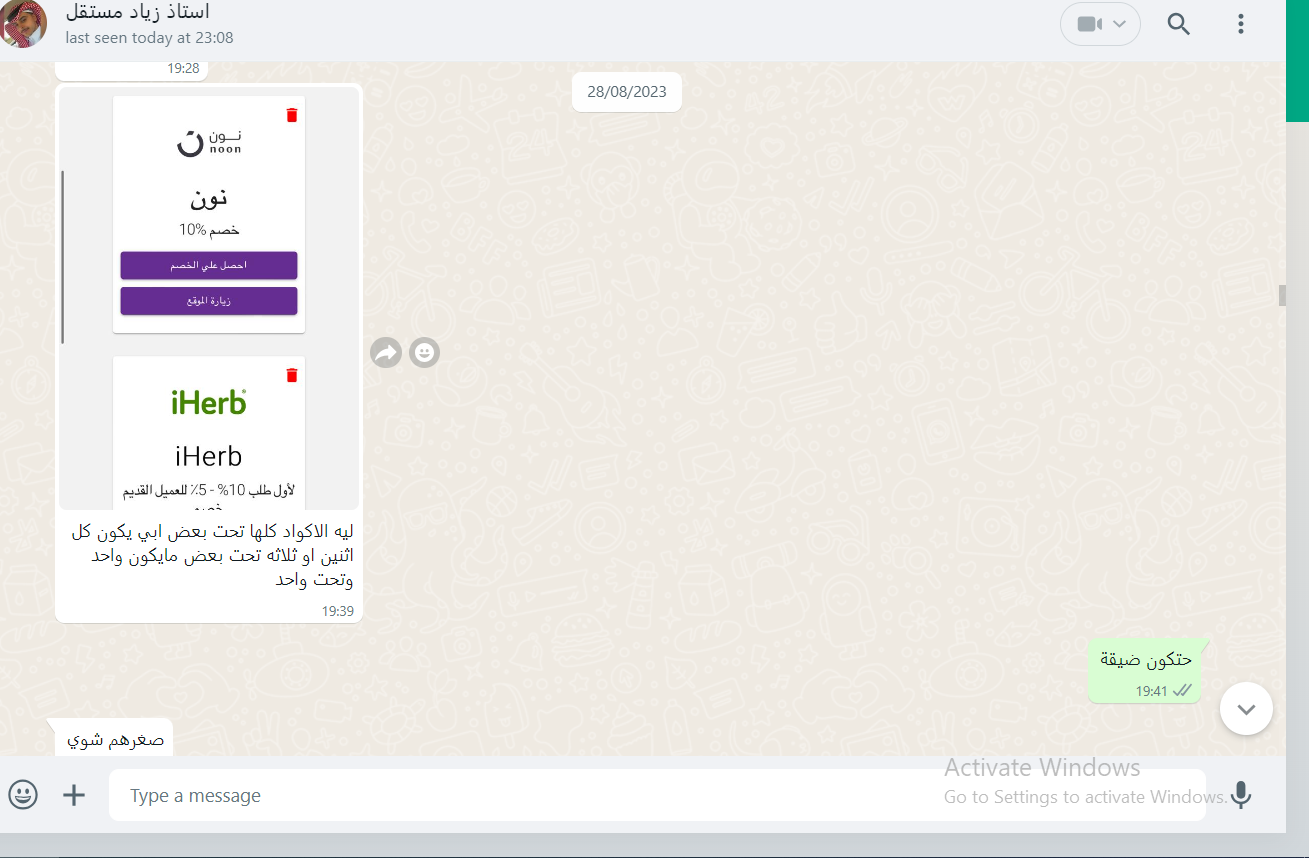 استاذ زياد مستقل
last seen today at 23:08
19:28
28/08/2023
نـــون
noon
نون
خصم 10%
احصل علي الخصم
زيارة الموقع
iHerb
iHerb
لأول طلب 10% - 5٪ للعميل القديم
خصم
ليه الاكواد كلها تحت بعض ابي يكون كل
اثنين او ثلاثه تحت بعض مايكون واحد
وتحت واحد
19:39
حتكون ضيقة
19:41
صغرهم شوي
Type a message
Activate Windows
Go to Settings to activate Windows.